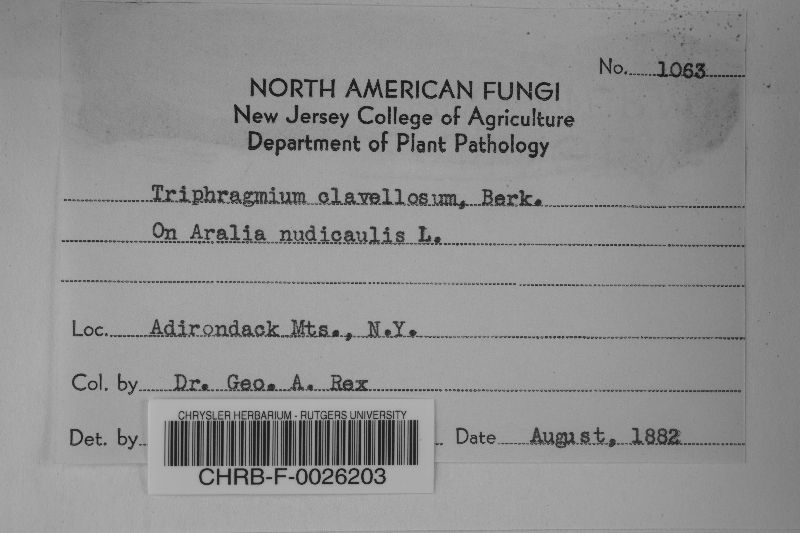 No. 1063
NORTH AMERICAN FUNGI
New Jersey College of Agriculture
Department of Plant Pathology
Triphragmium clavellosum, Berk.
On Aralia nudicaulis L.
Loc. Adirondack Mts., N.Y.
Col. by Dr. Geo. A. Rex
Det. by Date August, 1882
CHRYSLER HERBARIUM - RUTGERS UNIVERSITY
CHRB-F-0026203